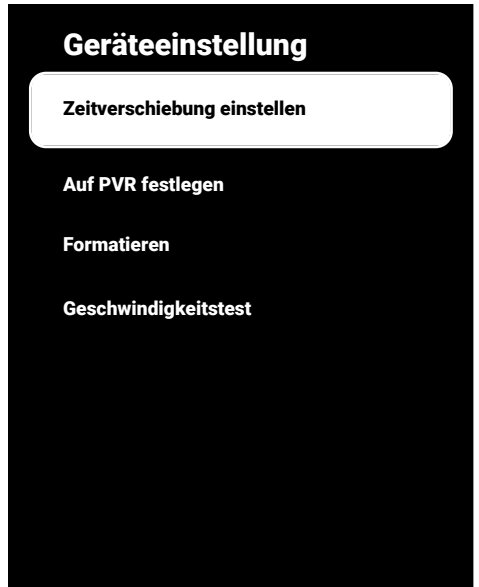 Geräteeinstellung
Zeitverschiebung einstellen
Auf PVR festlegen
Formatieren
Geschwindigkeitstest